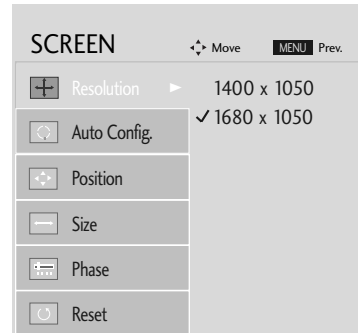 SCREEN Move MENU Prev.
Resolution 1400 x 1050
✓ 1680 x 1050
Auto Config.
Position
Size
Phase
Reset